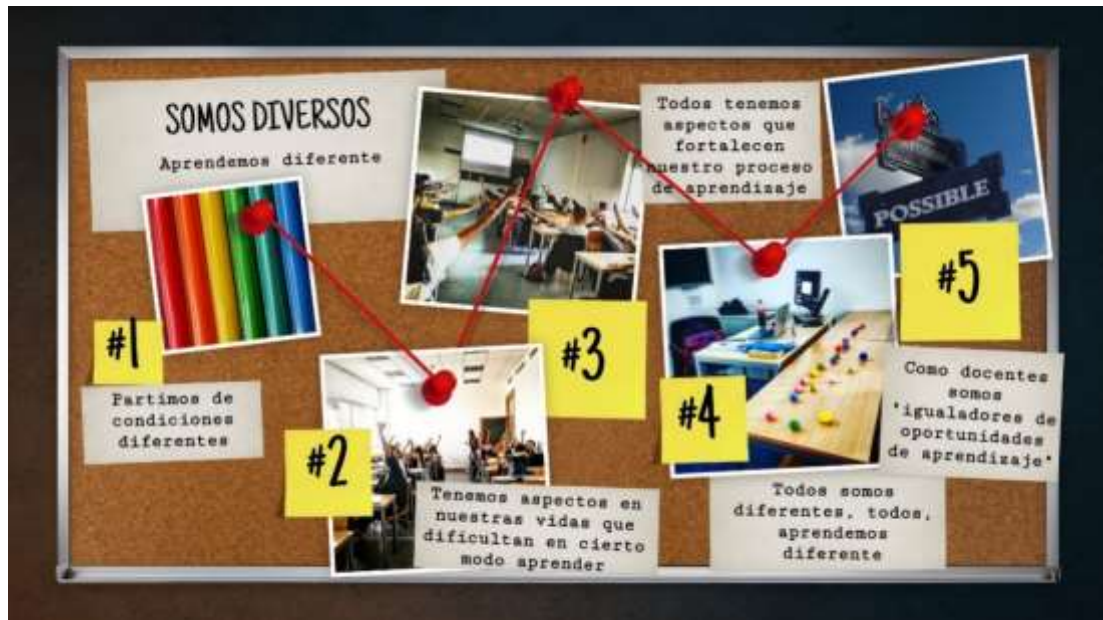 SOMOS DIVERSOS
Aprendemos diferente
#1
Partimos de
condiciones
diferentes
#2
Tenemos aspectos en
nuestras vidas que
dificultan en cierto
modo aprender
#3
Todos tenemos
aspectos que
fortalecen
nuestro proceso
de aprendizaje
#4
Todos somos
diferentes, todos,
aprendemos
diferente
#5
Como docentes
somos
"igualadores de
oportunidades
de aprendizaje"
POSSIBLE